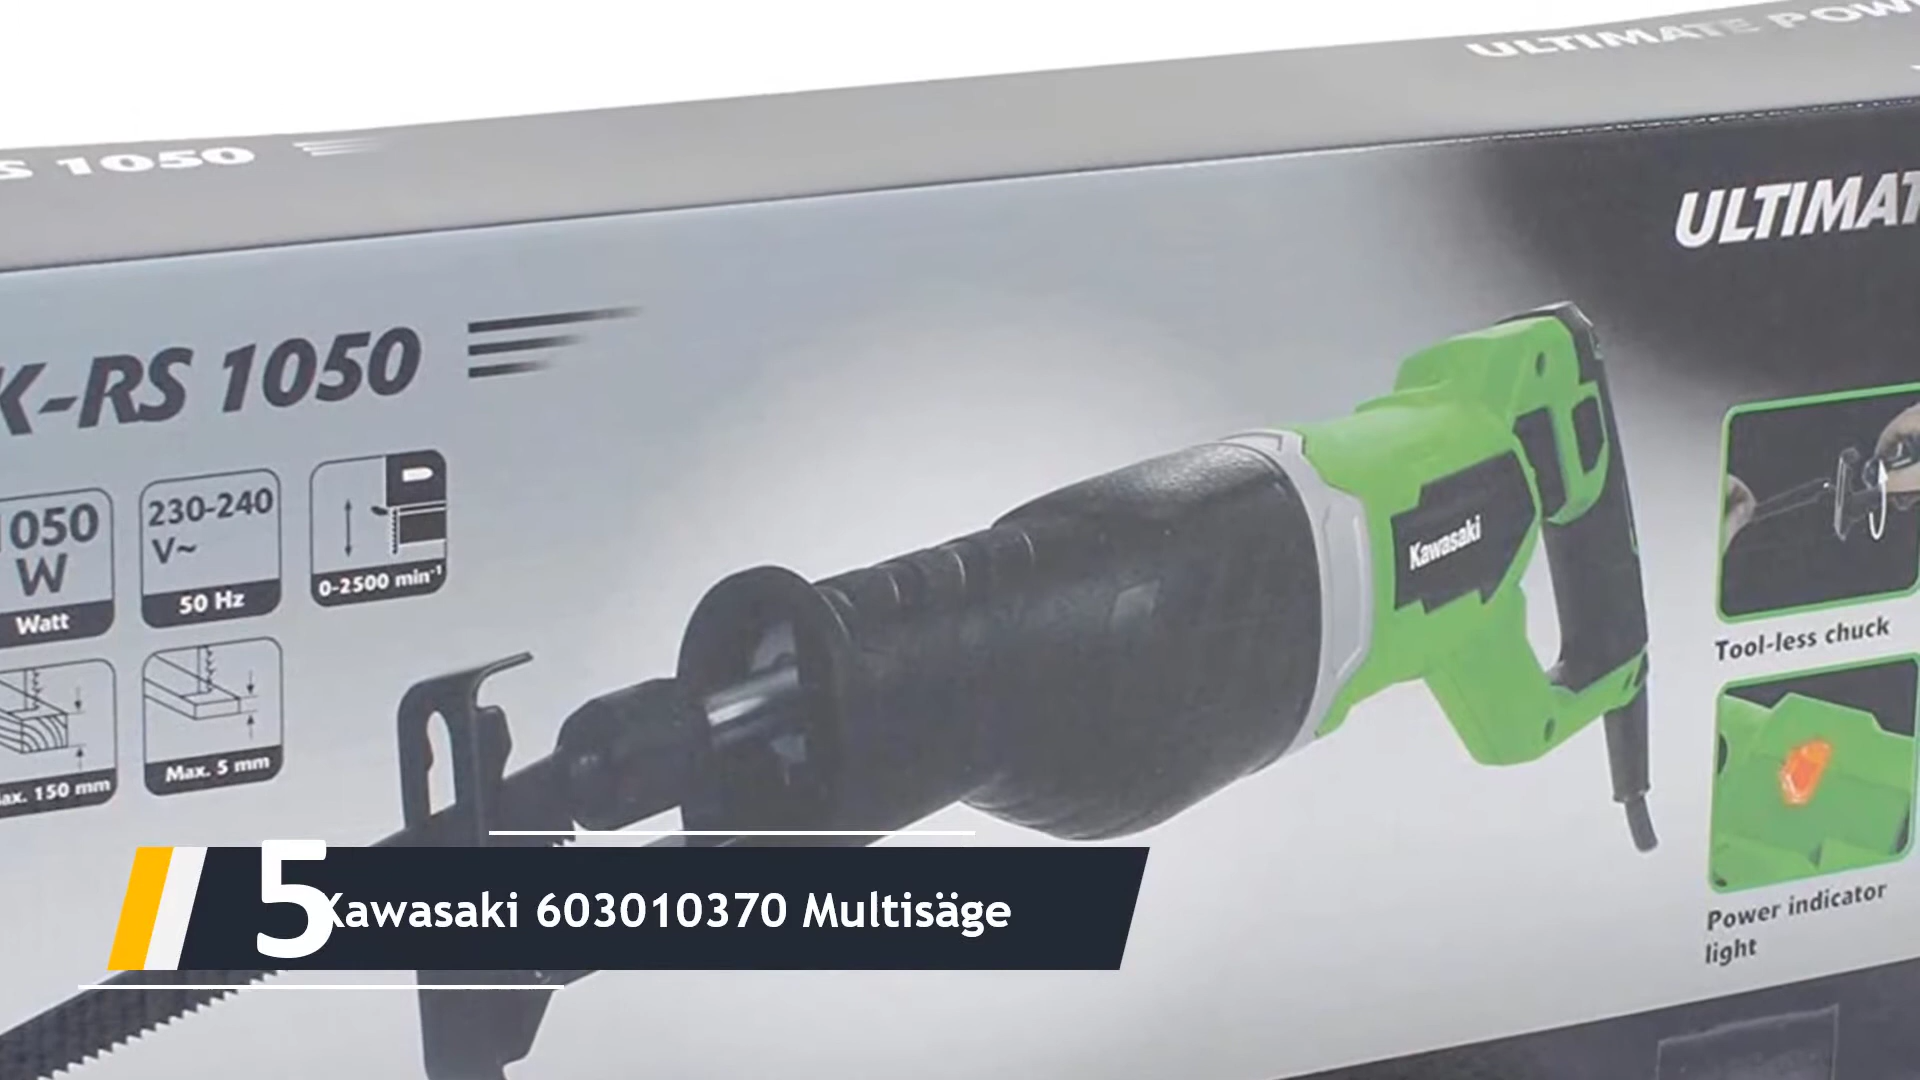 ULTIMATE POW
S 1050
ULTIMAT
K-RS 1050
1050
W
Watt
230-240
V~
50 Hz
0-2500 min⁻¹
ax. 150 mm
Max. 5 mm
Kawasaki
Tool-less chuck
Power indicator
light
5
Kawasaki 603010370 Multisäge